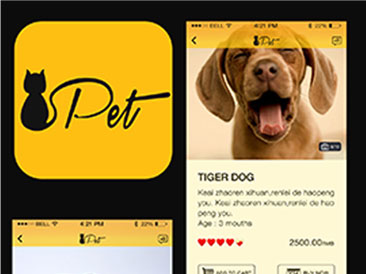 Pet
BELL 4:21 PM
Pet
TIGER DOG
Keai zhaoren xihuan,renlei de haopeng
you. Keai zhaoren xihuan,renlei de hao
peng you.
Age : 3 mouths
2500.00RMB
ADD TO CART
BUY NOW
BELL 4:21 PM
Pet